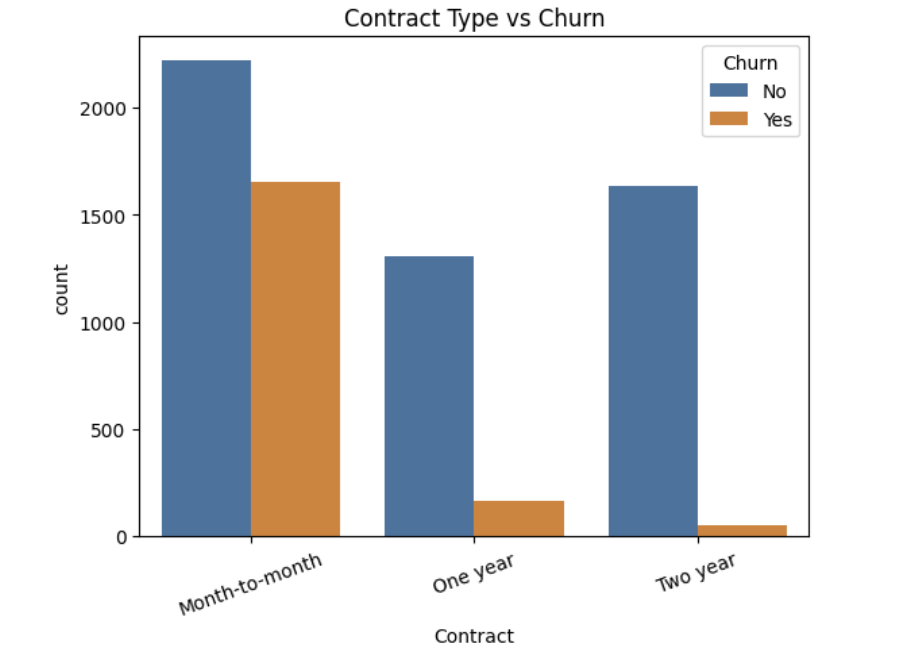 Contract Type vs Churn
Churn
No
Yes
2000
1500
1000
500
0
count
Month-to-month
One year
Two year
Contract